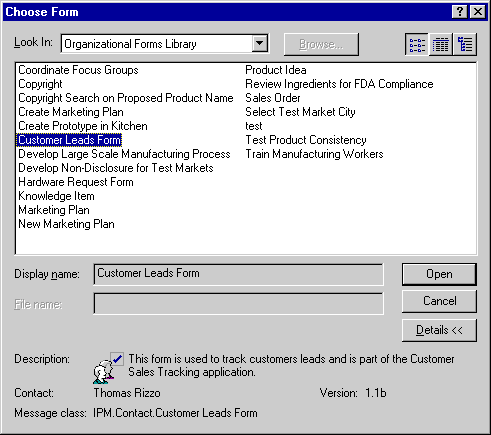 Choose Form
Look In: Organizational Forms Library Browse...
Coordinate Focus Groups
Copyright
Copyright Search on Proposed Product Name
Create Marketing Plan
Create Prototype in Kitchen
Customer Leads Form
Develop Large Scale Manufacturing Process
Develop Non-Disclosure for Test Markets
Hardware Request Form
Knowledge Item
Marketing Plan
New Marketing Plan
Product Idea
Review Ingredients for FDA Compliance
Sales Order
Select Test Market City
test
Test Product Consistency
Train Manufacturing Workers
Display name: Customer Leads Form Open
File name: Cancel
Details <<
Description: This form is used to track customers leads and is part of the Customer
Sales Tracking application.
Contact: Thomas Rizzo Version: 1.1b
Message class: IPM.Contact.Customer Leads Form